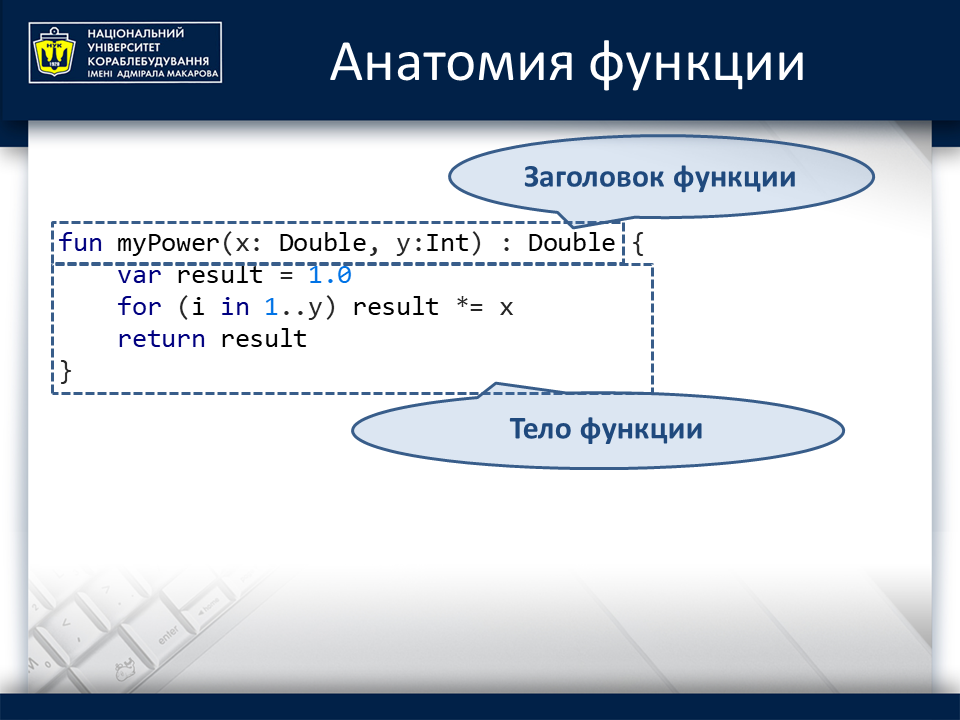 НАЦІОНАЛЬНИЙ
УНІВЕРСИТЕТ
КОРАБЛЕБУДУВАННЯ
ІМЕНІ АДМІРАЛА МАКАРОВА
НУК
1920
Анатомия функции
Заголовок функции
fun myPower(x: Double, y:Int) : Double {
    var result = 1.0
    for (i in 1..y) result *= x
    return result
}
Тело функции
enter